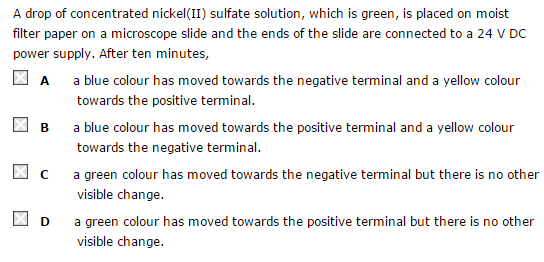 A drop of concentrated nickel(II) sulfate solution, which is green, is placed on moist
filter paper on a microscope slide and the ends of the slide are connected to a 24 V DC
power supply. After ten minutes,
A a blue colour has moved towards the negative terminal and a yellow colour
towards the positive terminal.
B a blue colour has moved towards the positive terminal and a yellow colour
towards the negative terminal.
C a green colour has moved towards the negative terminal but there is no other
visible change.
D a green colour has moved towards the positive terminal but there is no other
visible change.